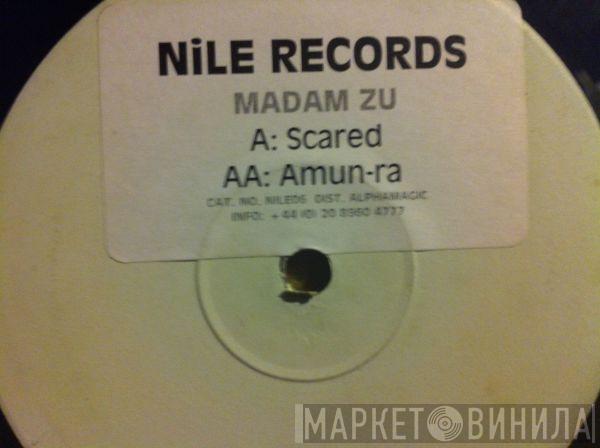 NiLE RECORDS
MADAM ZU
A: Scared
AA: Amun-ra
CAT. NO. NILE05 DIST. ALPHAMAGIC
INFO: +44 (0) 20 8960 4777
МАРКЕТ ВИНИЛА